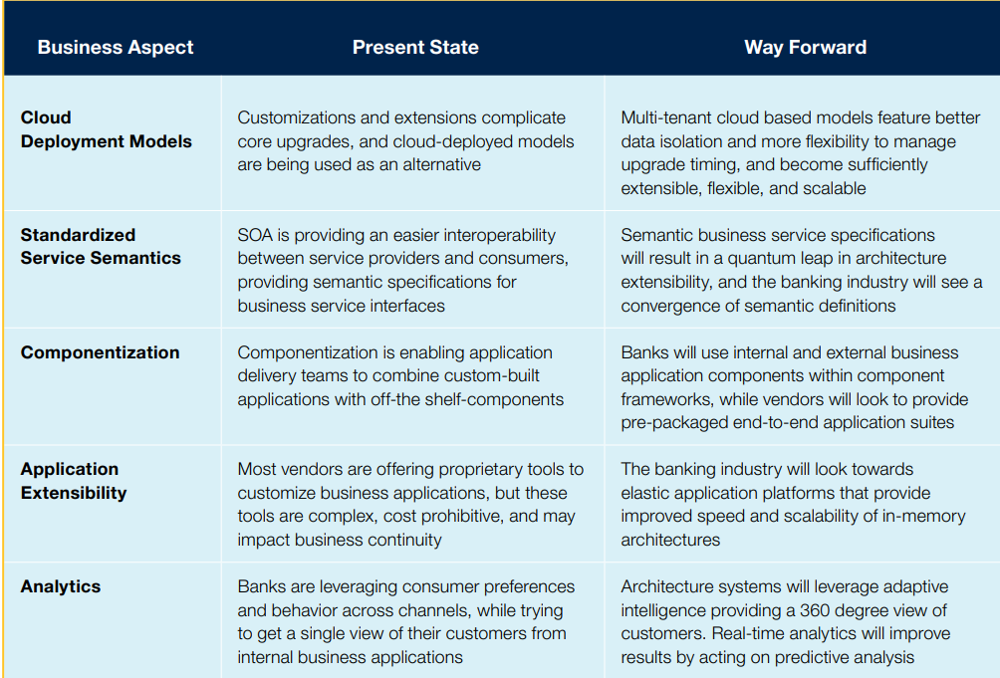 Business Aspect
Present State
Way Forward
Cloud
Deployment Models
Customizations and extensions complicate
core upgrades, and cloud-deployed models
are being used as an alternative
Multi-tenant cloud based models feature better
data isolation and more flexibility to manage
upgrade timing, and become sufficiently
extensible, flexible, and scalable
Standardized
Service Semantics
SOA is providing an easier interoperability
between service providers and consumers,
providing semantic specifications for
business service interfaces
Semantic business service specifications
will result in a quantum leap in architecture
extensibility, and the banking industry will see a
convergence of semantic definitions
Componentization
Componentization is enabling application
delivery teams to combine custom-built
applications with off-the shelf-components
Banks will use internal and external business
application components within component
frameworks, while vendors will look to provide
pre-packaged end-to-end application suites
Application
Extensibility
Most vendors are offering proprietary tools to
customize business applications, but these
tools are complex, cost prohibitive, and may
impact business continuity
The banking industry will look towards
elastic application platforms that provide
improved speed and scalability of in-memory
architectures
Analytics
Banks are leveraging consumer preferences
and behavior across channels, while trying
to get a single view of their customers from
internal business applications
Architecture systems will leverage adaptive
intelligence providing a 360 degree view of
customers. Real-time analytics will improve
results by acting on predictive analysis